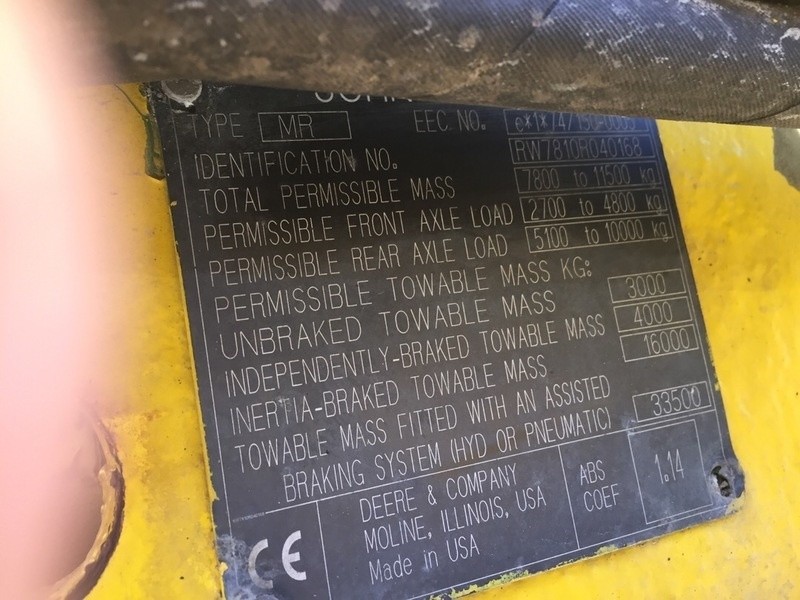 TYPE MR EEC NO.
IDENTIFICATION NO. RW7810R040168
TOTAL PERMISSIBLE MASS 7800 to 11500 kg
PERMISSIBLE FRONT AXLE LOAD 2700 to 4800 kg
PERMISSIBLE REAR AXLE LOAD 5100 to 10000 kg
PERMISSIBLE TOWABLE MASS KG:
UNBRAKED TOWABLE MASS 3000
INDEPENDENTLY-BRAKED TOWABLE MASS 4000
INERTIA-BRAKED TOWABLE MASS 16000
TOWABLE MASS FITTED WITH AN ASSISTED
BRAKING SYSTEM (HYD OR PNEUMATIC) 33500
CE
DEERE & COMPANY
MOLINE, ILLINOIS, USA
Made in USA
ABS
COEF
1.14